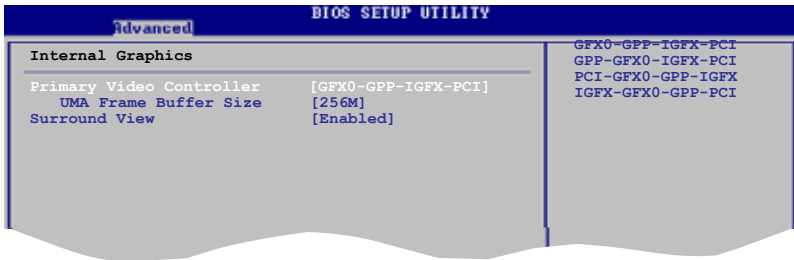 BIOS SETUP UTILITY
Advanced
Internal Graphics
Primary Video Controller [GFX0-GPP-IGFX-PCI]
UMA Frame Buffer Size [256M]
Surround View [Enabled]
GFX0-GPP-IGFX-PCI
GPP-GFX0-IGFX-PCI
PCI-GFX0-GPP-IGFX
IGFX-GFX0-GPP-PCI